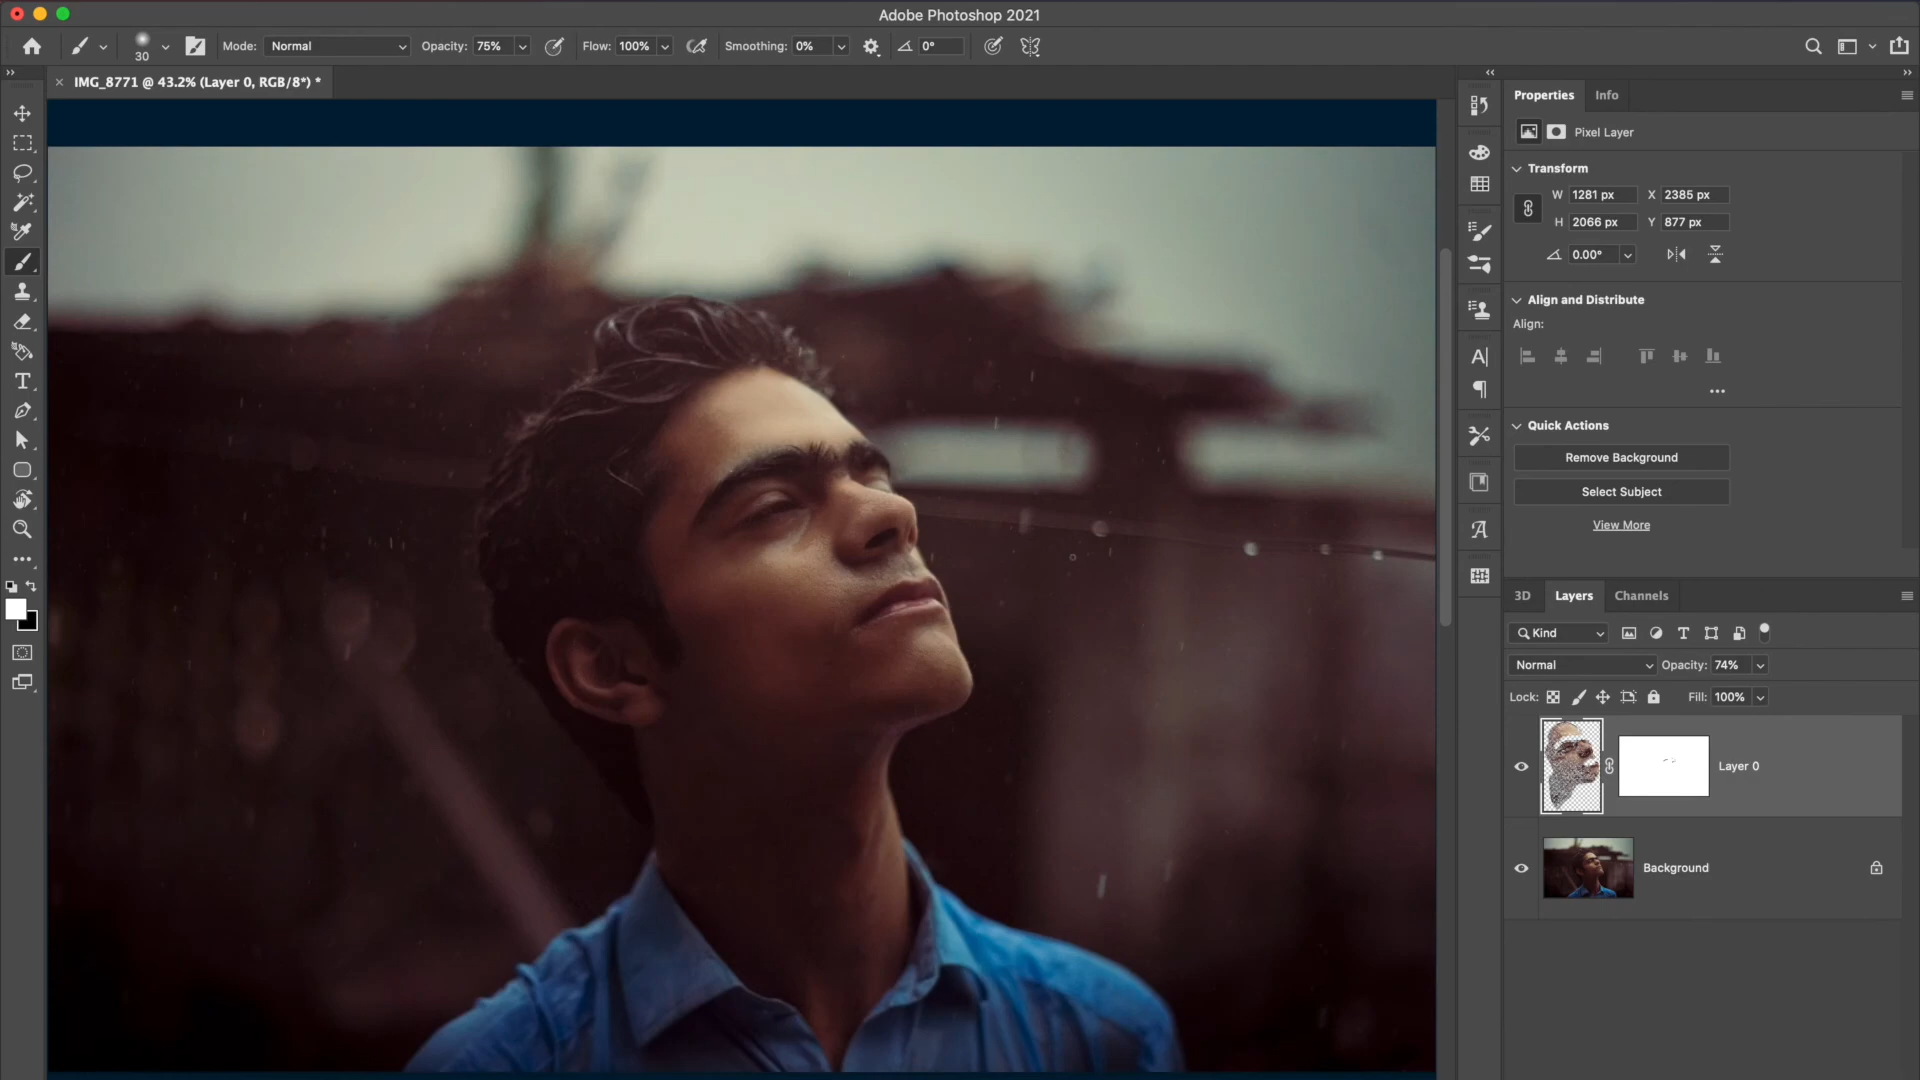 Adobe Photoshop 2021
30
Mode: Normal
Opacity: 75%
Flow: 100%
Smoothing: 0%
0°
IMG_8771 @ 43.2% (Layer 0, RGB/8*) *
Properties
Info
Pixel Layer
Transform
W 1281 px X 2385 px
H 2066 px Y 877 px
0.00°
Align and Distribute
Align:
Quick Actions
Remove Background
Select Subject
View More
3D Layers Channels
Kind
Normal Opacity: 74%
Lock: Fill: 100%
Layer 0
Background